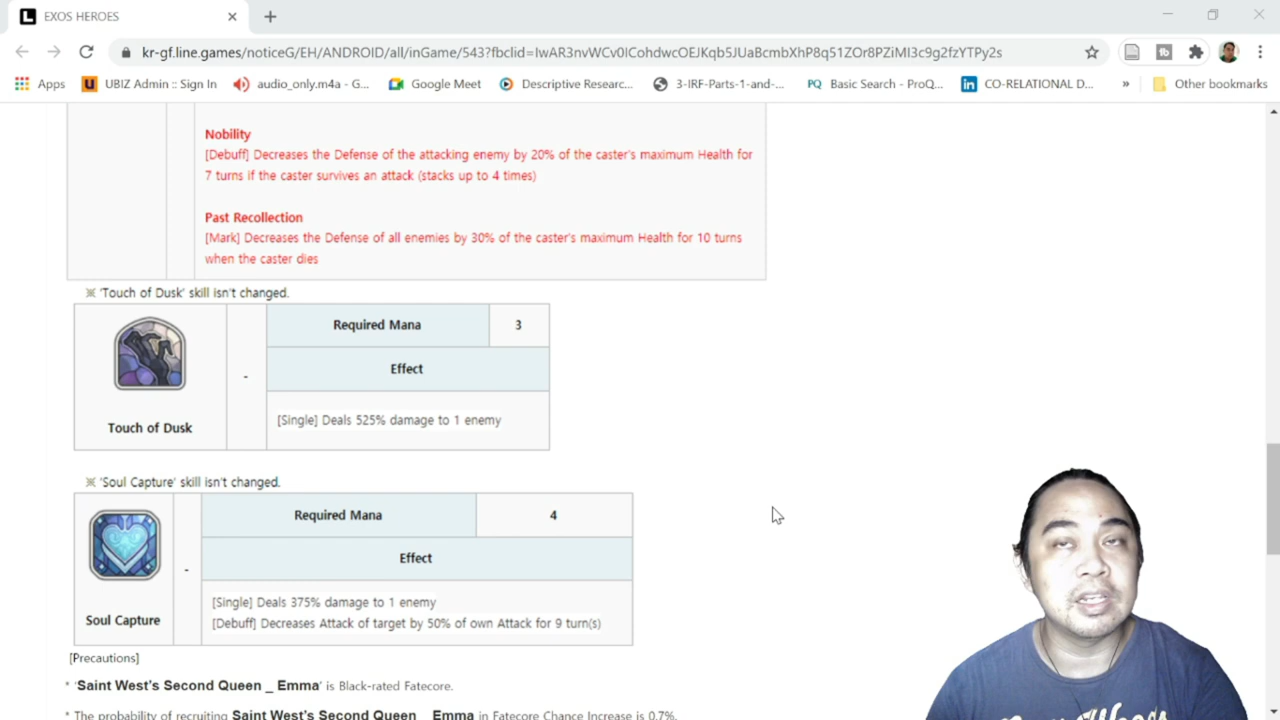 EXOS HEROES
kr-gf.line.games/noticeG/EH/ANDROID/all/inGame/543?fbclid=IwAR3nvWCv0ICohdwcOEJKqb5JUaBcmbXhP8q51ZOr8PZiMI3c9g2fzYTPy2s
Apps UBIZ Admin :: Sign In audio_only.m4a - G... Google Meet Descriptive Researc... 3-IRF-Parts-1-and-... PQ Basic Search - ProQ... CO-RELATIONAL D... » Other bookmarks
Nobility
[Debuff] Decreases the Defense of the attacking enemy by 20% of the caster's maximum Health for
7 turns if the caster survives an attack (stacks up to 4 times)
Past Recollection
[Mark] Decreases the Defense of all enemies by 30% of the caster's maximum Health for 10 turns
when the caster dies
※ 'Touch of Dusk' skill isn't changed.
Required Mana 3
Effect
-
[Single] Deals 525% damage to 1 enemy
Touch of Dusk
※ 'Soul Capture' skill isn't changed.
Required Mana 4
Effect
-
[Single] Deals 375% damage to 1 enemy
[Debuff] Decreases Attack of target by 50% of own Attack for 9 turn(s)
Soul Capture
[Precautions]
* 'Saint West's Second Queen _ Emma' is Black-rated Fatecore.
* The probability of recruiting Saint West's Second Queen _ Emma in Fatecore Chance Increase is 0.7%.